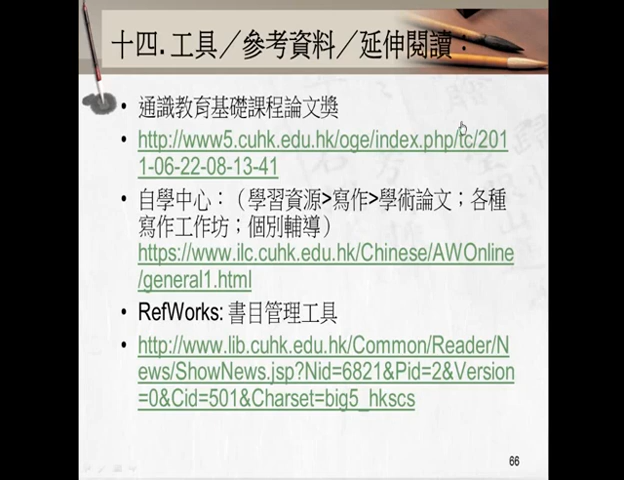 十四. 工具／參考資料／延伸閱讀：
• 通識教育基礎課程論文獎
• http://www5.cuhk.edu.hk/oge/index.php/tc/201
1-06-22-08-13-41
• 自學中心：（學習資源>寫作>學術論文；各種
寫作工作坊；個別輔導）
https://www.ilc.cuhk.edu.hk/Chinese/AWOnline
/general1.html
• RefWorks: 書目管理工具
• http://www.lib.cuhk.edu.hk/Common/Reader/N
ews/ShowNews.jsp?Nid=6821&Pid=2&Version
=0&Cid=501&Charset=big5_hkscs
66